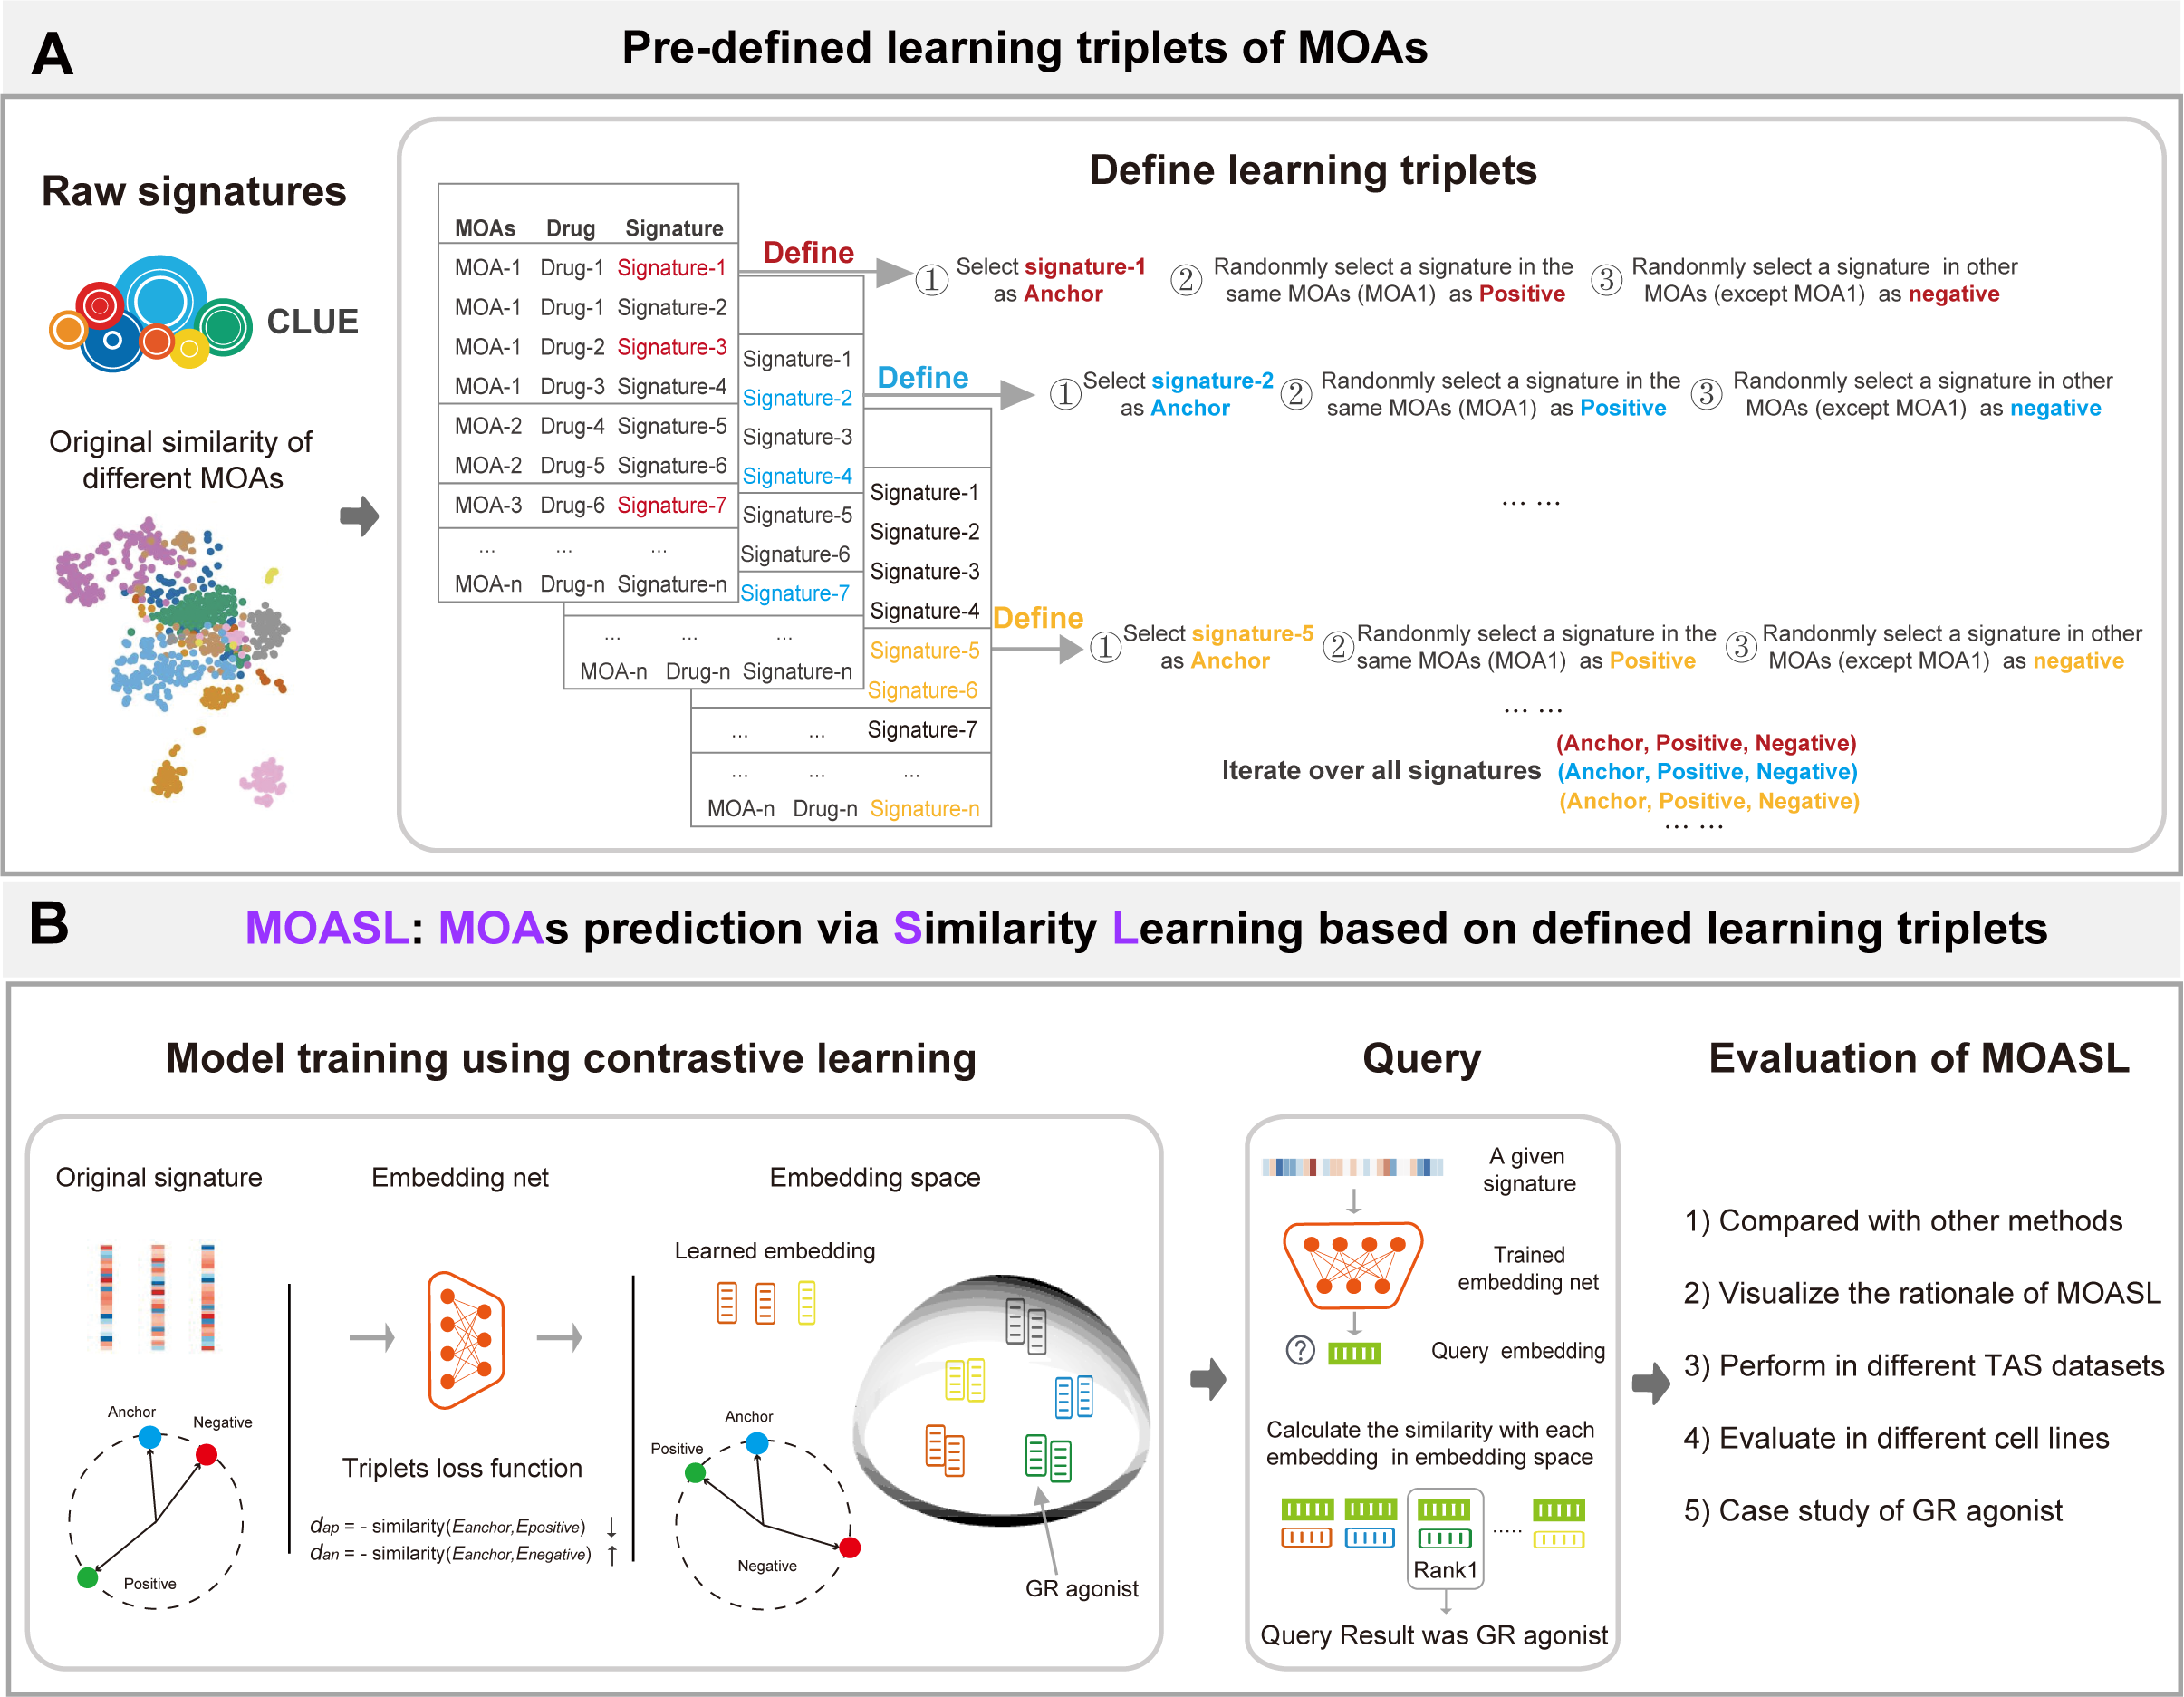 A
Pre-defined learning triplets of MOAs
Raw signatures
CLUE
Original similarity of
different MOAs
Define learning triplets
MOAs Drug Signature
MOA-1 Drug-1 Signature-1
MOA-1 Drug-1 Signature-2
MOA-1 Drug-2 Signature-3
MOA-1 Drug-3 Signature-4
MOA-2 Drug-4 Signature-5
MOA-2 Drug-5 Signature-6
MOA-3 Drug-6 Signature-7
... ... ...
MOA-n Drug-n Signature-n
Signature-1
Signature-2
Signature-3
Signature-4
Signature-5
Signature-6
Signature-7
... ... ...
MOA-n Drug-n Signature-n
Signature-1
Signature-2
Signature-3
Signature-4
Signature-5
Signature-6
... ... Signature-7
... ... ...
MOA-n Drug-n Signature-n
Define
① Select signature-1
as Anchor
② Randonmly select a signature in the
same MOAs (MOA1) as Positive
③ Randonmly select a signature in other
MOAs (except MOA1) as negative
Define
① Select signature-2
as Anchor
② Randonmly select a signature in the
same MOAs (MOA1) as Positive
③ Randonmly select a signature in other
MOAs (except MOA1) as negative
... ...
Define
① Select signature-5
as Anchor
② Randonmly select a signature in the
same MOAs (MOA1) as Positive
③ Randonmly select a signature in other
MOAs (except MOA1) as negative
... ...
Iterate over all signatures
(Anchor, Positive, Negative)
(Anchor, Positive, Negative)
(Anchor, Positive, Negative)
... ...
B
MOASL: MOAs prediction via Similarity Learning based on defined learning triplets
Model training using contrastive learning
Original signature
Anchor
Negative
Positive
Embedding net
Triplets loss function
dap = - similarity(Eanchor,Epositive) ↓
dan = - similarity(Eanchor,Enegative) ↑
Embedding space
Learned embedding
Anchor
Positive
Negative
GR agonist
Query
A given
signature
Trained
embedding net
? Query embedding
Calculate the similarity with each
embedding in embedding space
.....
Rank1
Query Result was GR agonist
Evaluation of MOASL
1) Compared with other methods
2) Visualize the rationale of MOASL
3) Perform in different TAS datasets
4) Evaluate in different cell lines
5) Case study of GR agonist